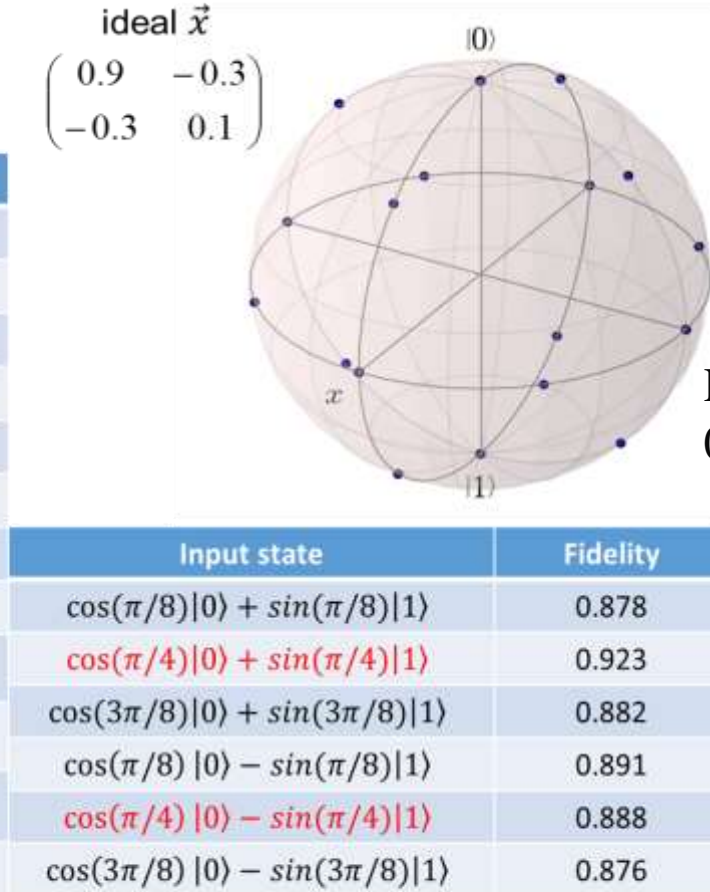 ideal x⃗
( 0.9 −0.3 )
( −0.3 0.1 )
|0⟩
x
|1⟩
Input state Fidelity
cos(π/8)|0⟩ + sin(π/8)|1⟩ 0.878
cos(π/4)|0⟩ + sin(π/4)|1⟩ 0.923
cos(3π/8)|0⟩ + sin(3π/8)|1⟩ 0.882
cos(π/8) |0⟩ − sin(π/8)|1⟩ 0.891
cos(π/4) |0⟩ − sin(π/4)|1⟩ 0.888
cos(3π/8) |0⟩ − sin(3π/8)|1⟩ 0.876